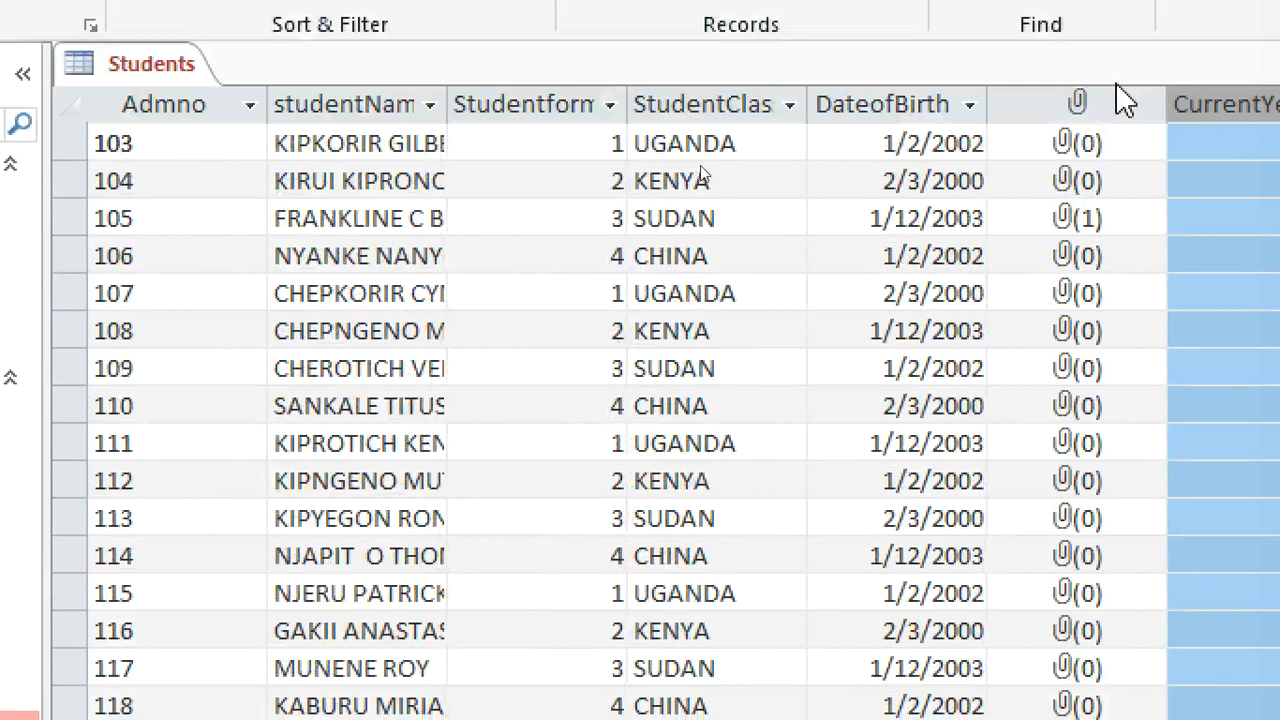 Sort & Filter Records Find
Students
Admno studentNam Studentform StudentClas DateofBirth CurrentYe
103 KIPKORIR GILBE 1 UGANDA 1/2/2002 (0)
104 KIRUI KIPRONO 2 KENYA 2/3/2000 (0)
105 FRANKLINE C B 3 SUDAN 1/12/2003 (1)
106 NYANKE NANY 4 CHINA 1/2/2002 (0)
107 CHEPKORIR CYN 1 UGANDA 2/3/2000 (0)
108 CHEPNGENO M 2 KENYA 1/12/2003 (0)
109 CHEROTICH VE 3 SUDAN 1/2/2002 (0)
110 SANKALE TITUS 4 CHINA 2/3/2000 (0)
111 KIPROTICH KEN 1 UGANDA 1/12/2003 (0)
112 KIPNGENO MU 2 KENYA 1/2/2002 (0)
113 KIPYEGON RON 3 SUDAN 2/3/2000 (0)
114 NJAPIT O THOM 4 CHINA 1/12/2003 (0)
115 NJERU PATRICK 1 UGANDA 1/2/2002 (0)
116 GAKII ANASTAS 2 KENYA 2/3/2000 (0)
117 MUNENE ROY 3 SUDAN 1/12/2003 (0)
118 KABURU MIRIA 4 CHINA 1/2/2002 (0)